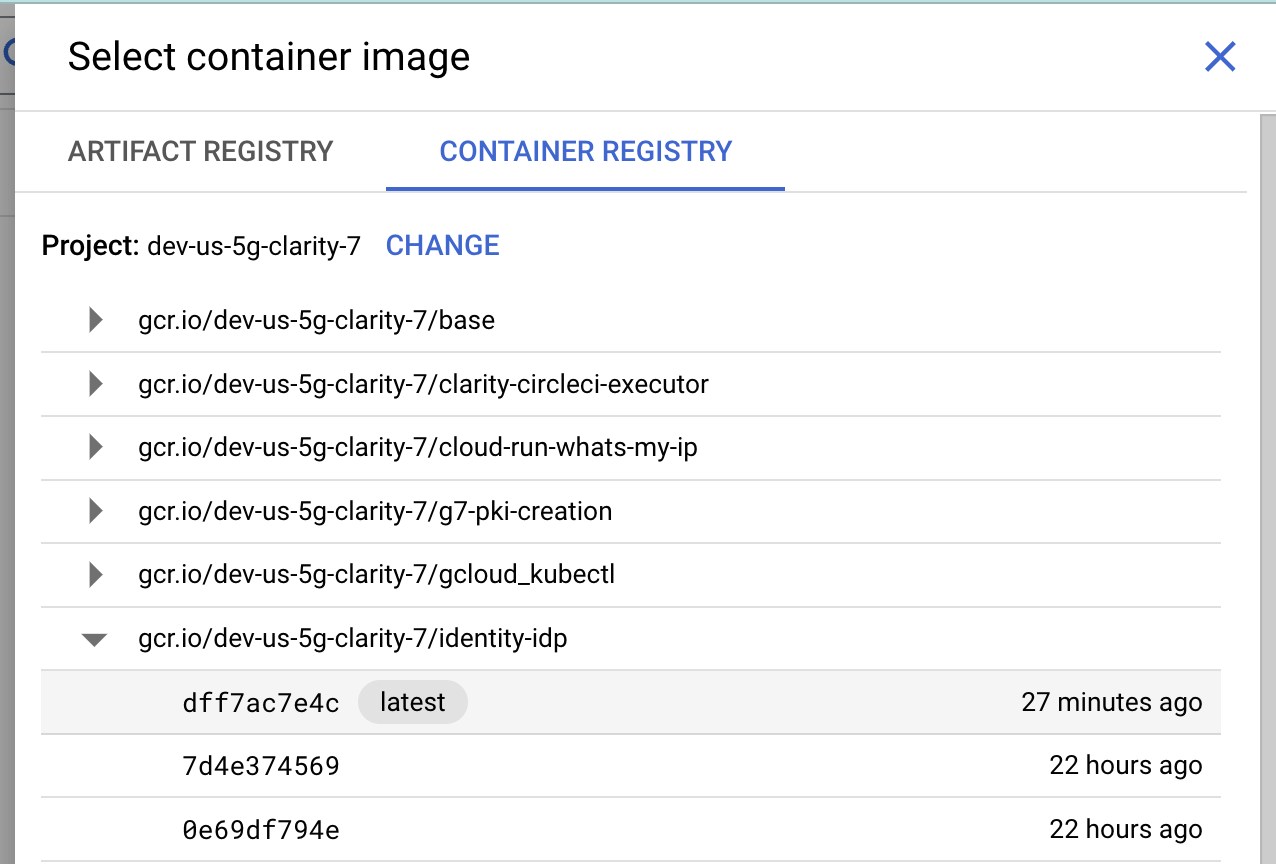 Select container image
ARTIFACT REGISTRY CONTAINER REGISTRY
Project: dev-us-5g-clarity-7 CHANGE
gcr.io/dev-us-5g-clarity-7/base
gcr.io/dev-us-5g-clarity-7/clarity-circleci-executor
gcr.io/dev-us-5g-clarity-7/cloud-run-whats-my-ip
gcr.io/dev-us-5g-clarity-7/g7-pki-creation
gcr.io/dev-us-5g-clarity-7/gcloud_kubectl
gcr.io/dev-us-5g-clarity-7/identity-idp
dff7ac7e4c latest 27 minutes ago
7d4e374569 22 hours ago
0e69df794e 22 hours ago